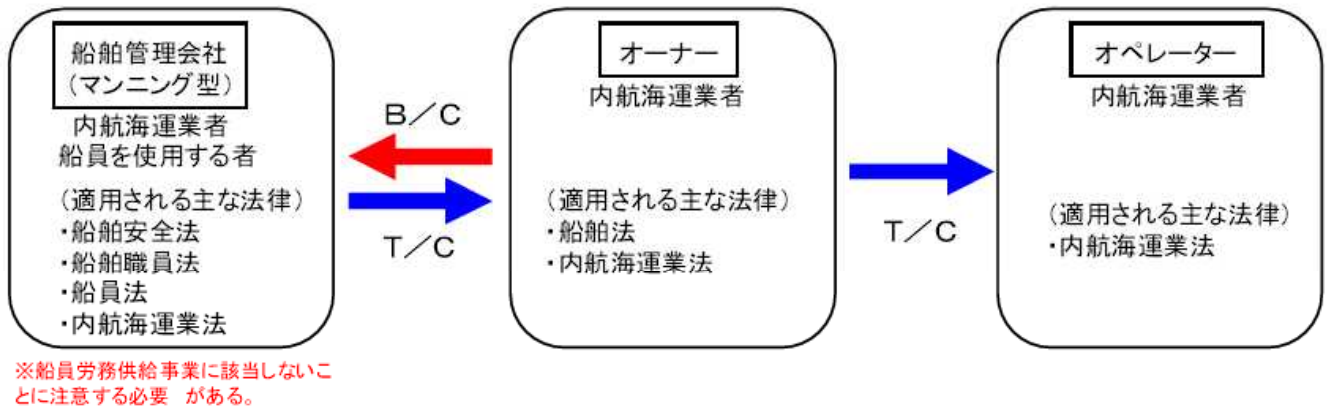 船舶管理会社
（マンニング型）
内航海運業者
船員を使用する者
（適用される主な法律）
・船舶安全法
・船舶職員法
・船員法
・内航海運業法
※船員労務供給事業に該当しないこ
とに注意する必要　がある。
B／C
T／C
オーナー
内航海運業者
（適用される主な法律）
・船舶法
・内航海運業法
T／C
オペレーター
内航海運業者
（適用される主な法律）
・内航海運業法